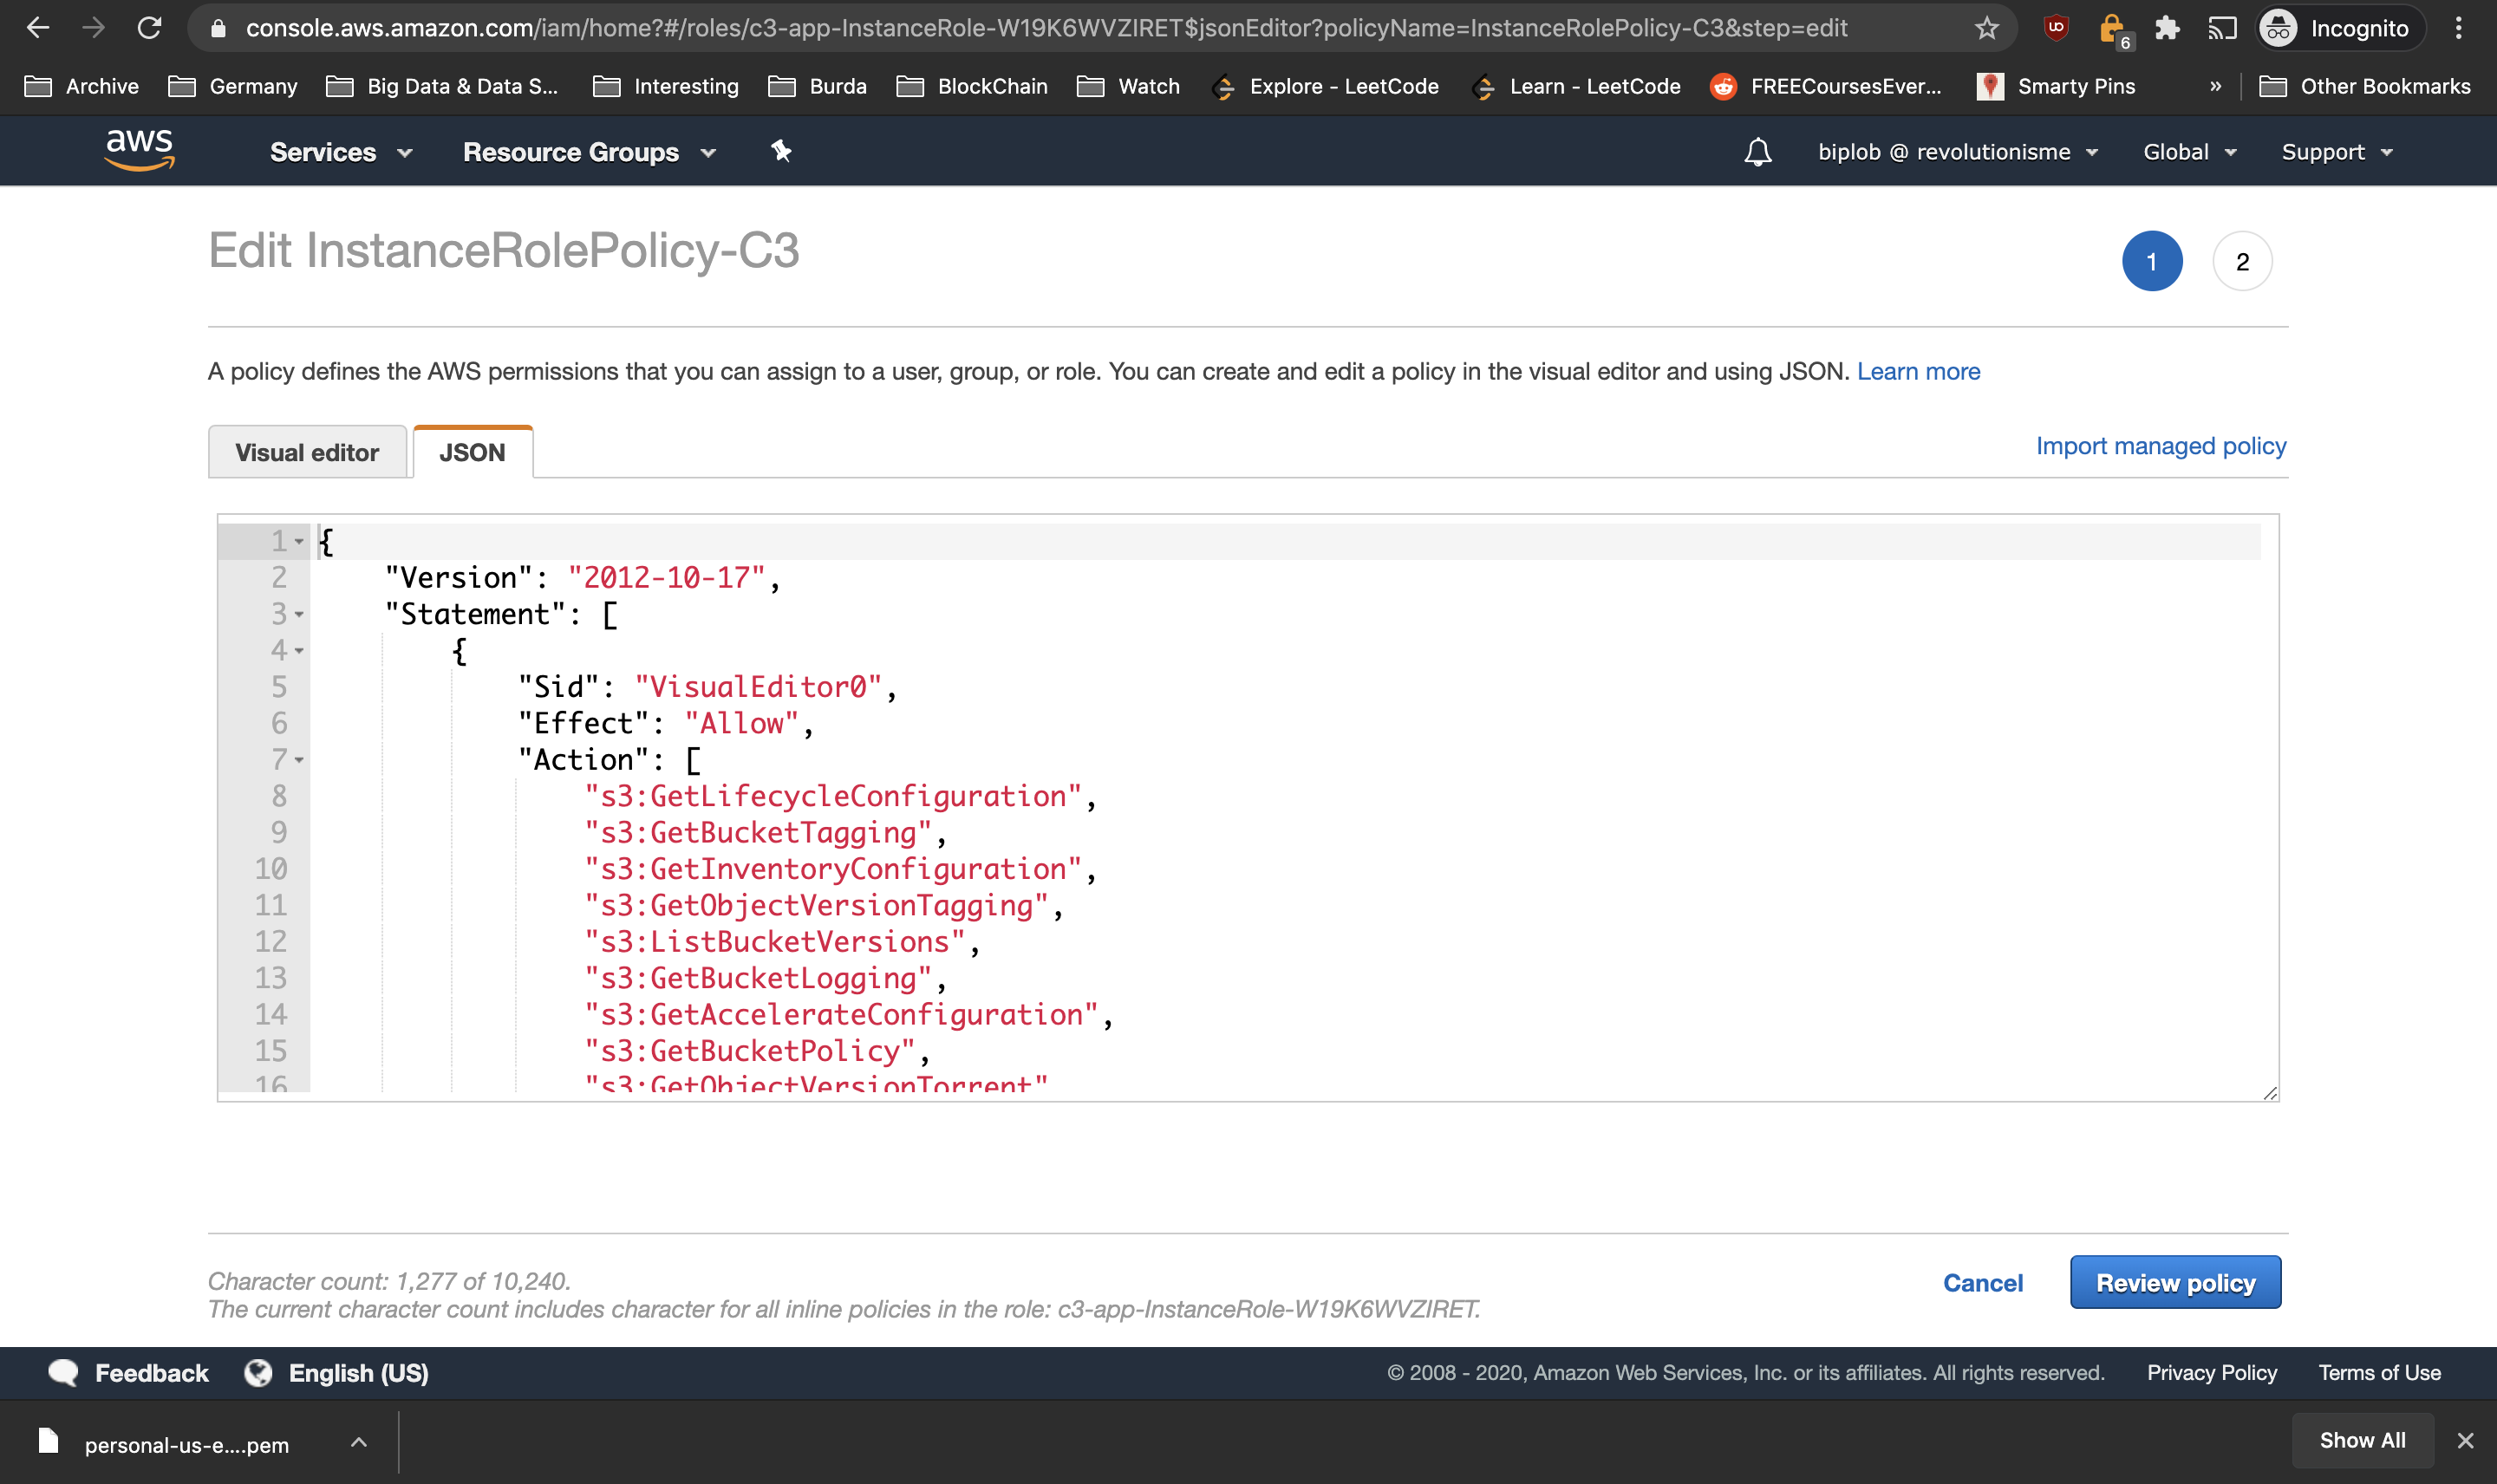 console.aws.amazon.com/iam/home?#/roles/c3-app-InstanceRole-W19K6WVZIRET$jsonEditor?policyName=InstanceRolePolicy-C3&step=edit
6
Incognito
Archive
Germany
Big Data & Data S...
Interesting
Burda
BlockChain
Watch
Explore - LeetCode
Learn - LeetCode
FREECoursesEver...
Smarty Pins
»
Other Bookmarks
aws
Services
Resource Groups
biplob @ revolutionisme
Global
Support
Edit InstanceRolePolicy-C3
1
2
A policy defines the AWS permissions that you can assign to a user, group, or role. You can create and edit a policy in the visual editor and using JSON. Learn more
Visual editor
JSON
Import managed policy
1 {
2 "Version": "2012-10-17",
3 "Statement": [
4 {
5 "Sid": "VisualEditor0",
6 "Effect": "Allow",
7 "Action": [
8 "s3:GetLifecycleConfiguration",
9 "s3:GetBucketTagging",
10 "s3:GetInventoryConfiguration",
11 "s3:GetObjectVersionTagging",
12 "s3:ListBucketVersions",
13 "s3:GetBucketLogging",
14 "s3:GetAccelerateConfiguration",
15 "s3:GetBucketPolicy",
16 "s3:GetObjectVersionTorrent"
Character count: 1,277 of 10,240.
The current character count includes character for all inline policies in the role: c3-app-InstanceRole-W19K6WVZIRET.
Cancel
Review policy
Feedback
English (US)
© 2008 - 2020, Amazon Web Services, Inc. or its affiliates. All rights reserved.
Privacy Policy
Terms of Use
personal-us-e....pem
Show All